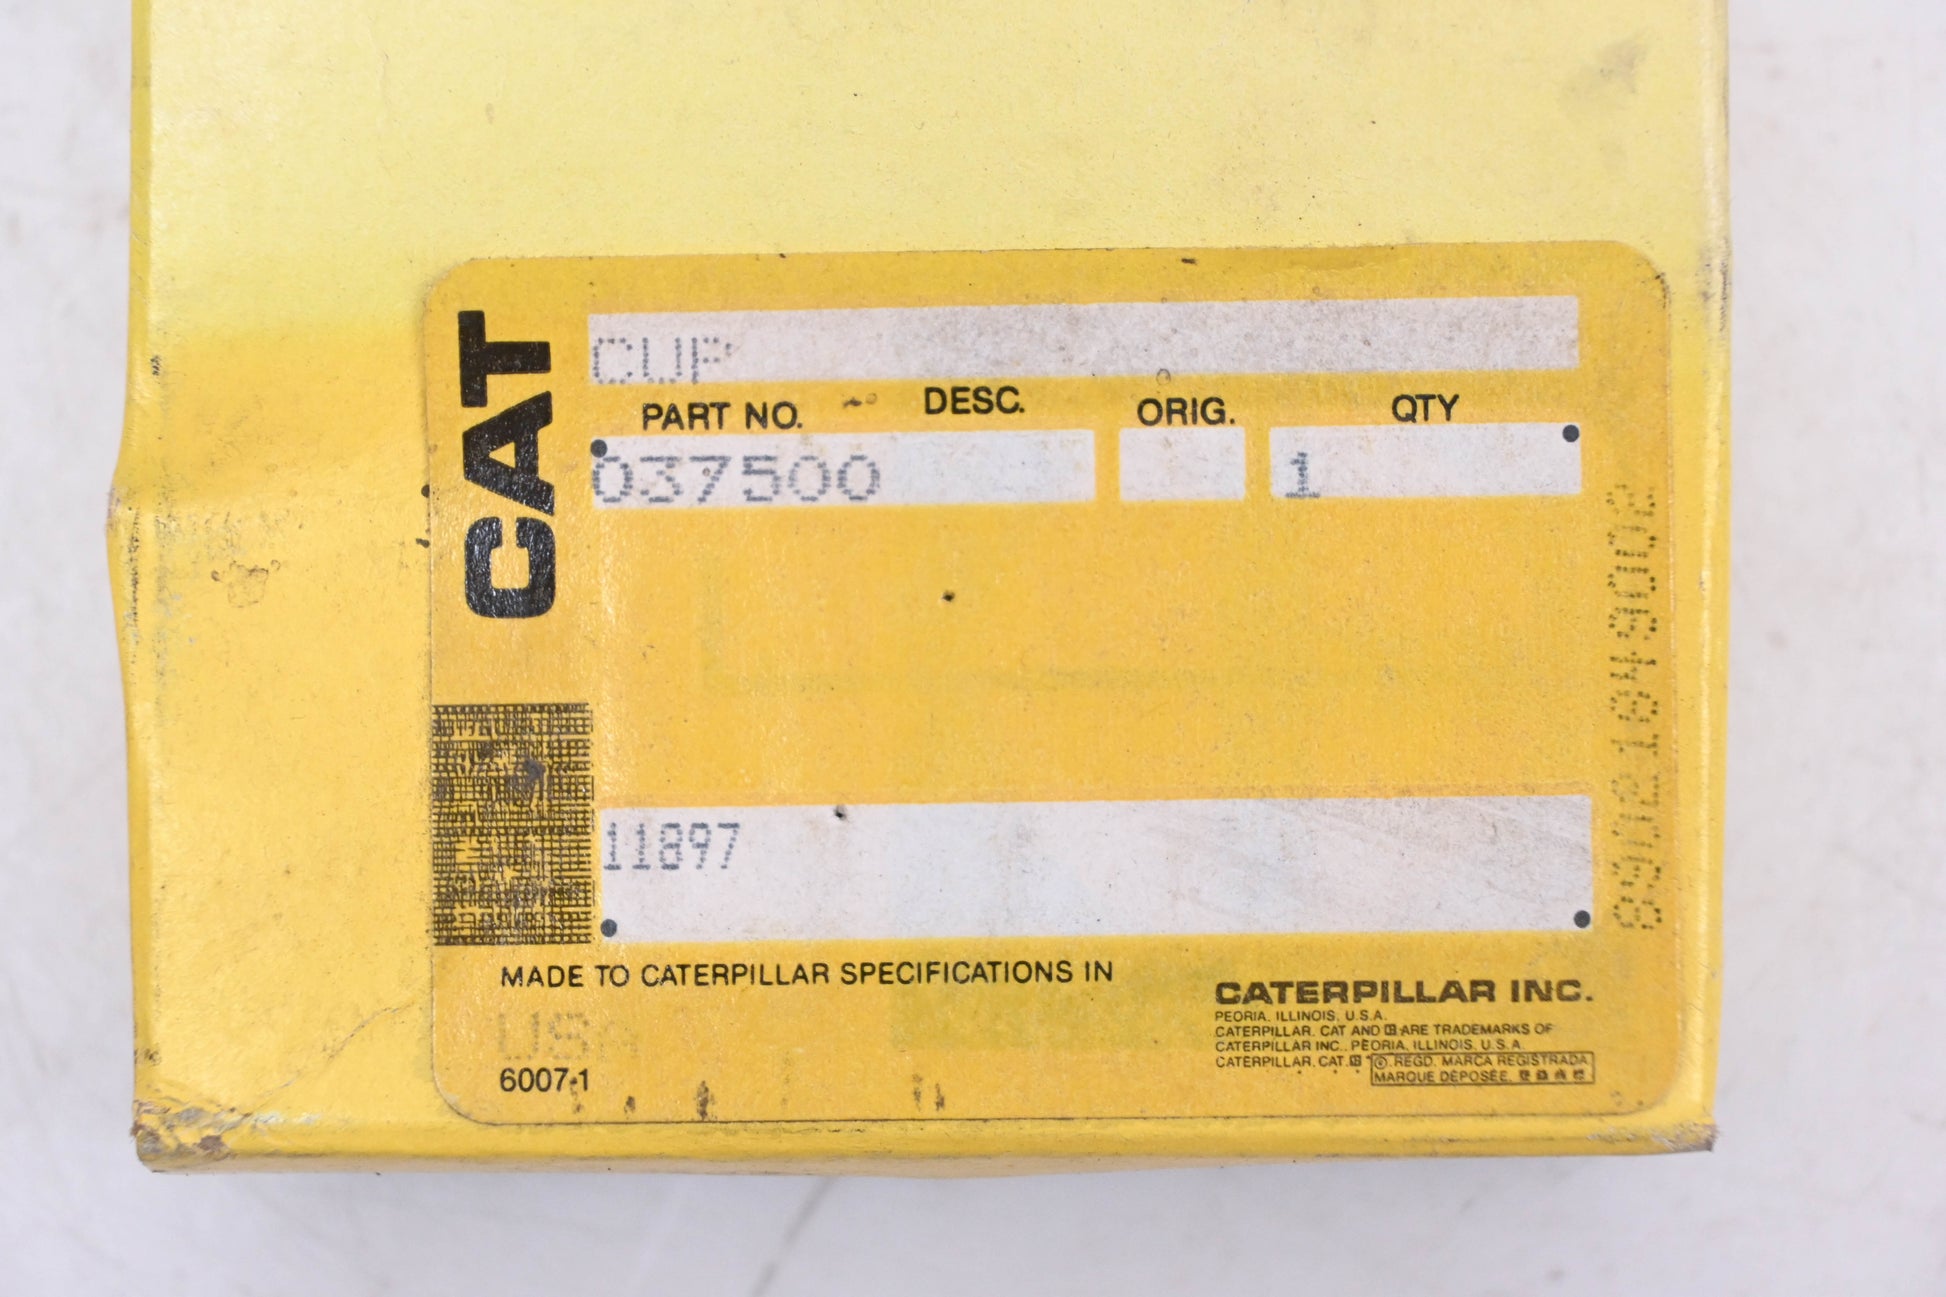 CAT
CUP
PART NO. DESC. ORIG. QTY
037500 1
11897
MADE TO CATERPILLAR SPECIFICATIONS IN
USA
6007-1
CATERPILLAR INC.
PEORIA, ILLINOIS, U.S.A.
CATERPILLAR, CAT AND ARE TRADEMARKS OF
CATERPILLAR INC., PEORIA, ILLINOIS, U.S.A.
CATERPILLAR, CAT, © REGD. MARCA REGISTRADA
MARQUE DÉPOSÉE.